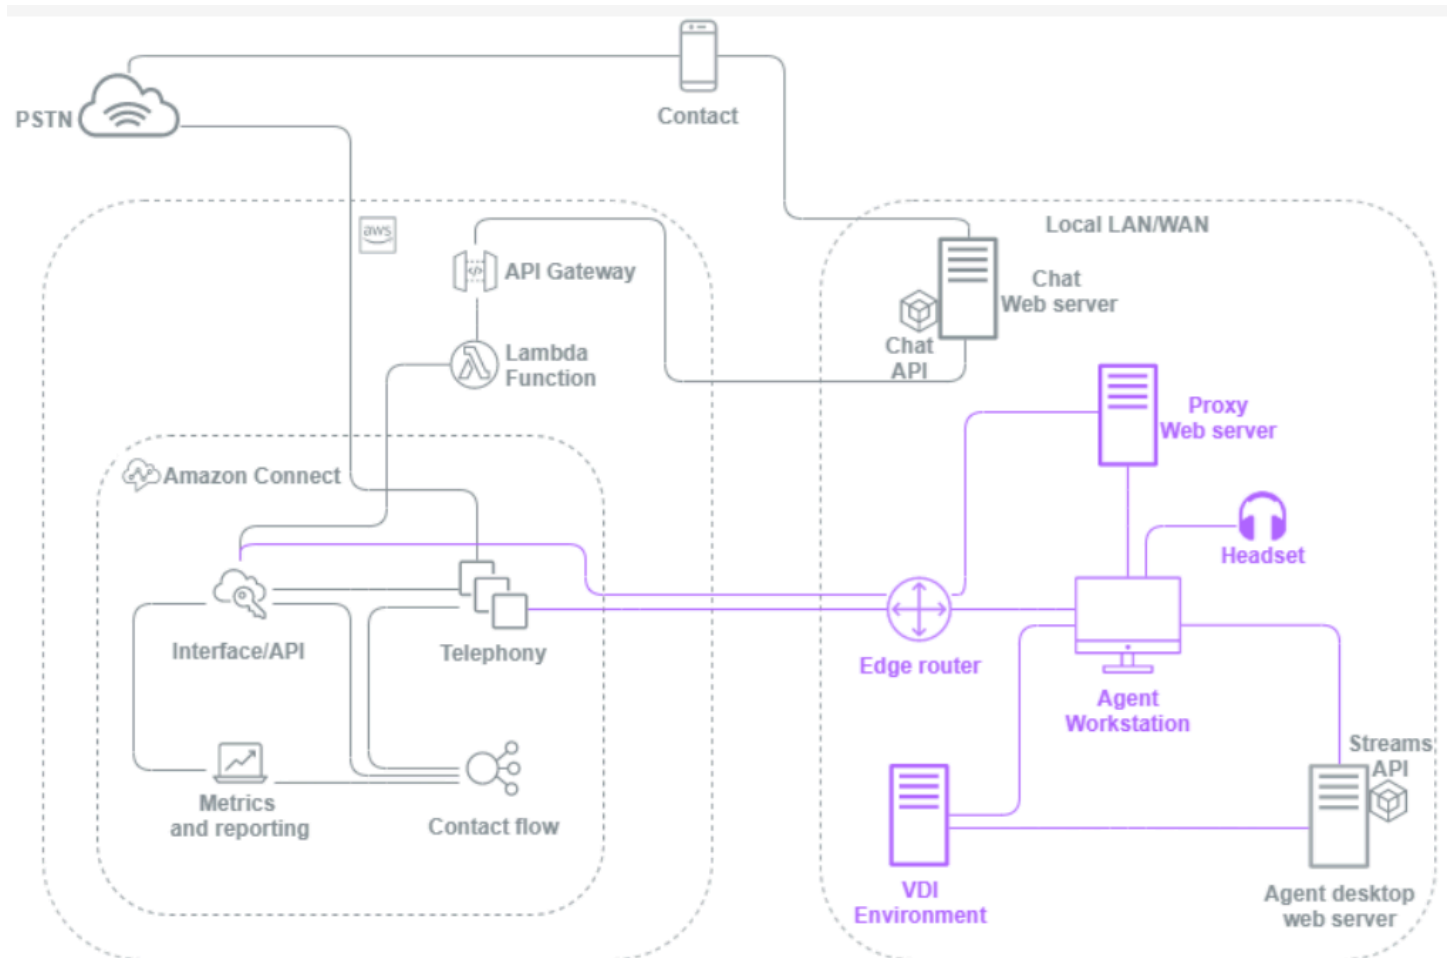 PSTN
Contact
aws
Local LAN/WAN
API Gateway
Chat
Web server
Chat
API
Lambda
Function
Proxy
Web server
Amazon Connect
Headset
Interface/API
Telephony
Edge router
Agent
Workstation
Streams
API
Metrics
and reporting
Contact flow
VDI
Environment
Agent desktop
web server